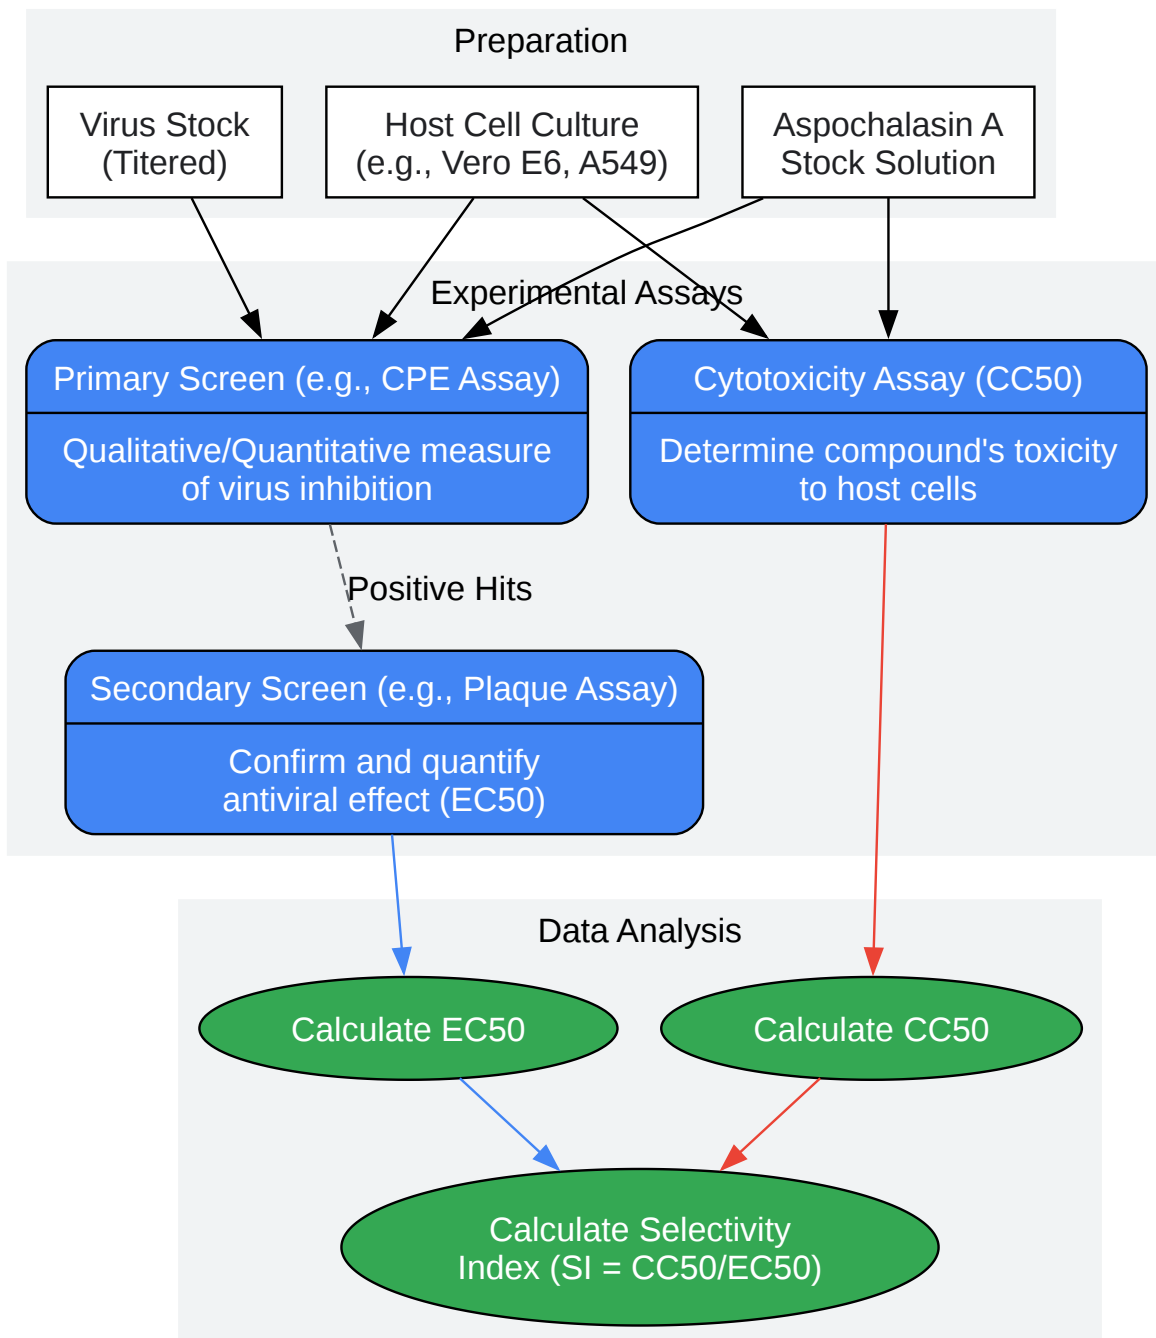 Preparation
Virus Stock
(Titered)
Host Cell Culture
(e.g., Vero E6, A549)
Aspochalasin A
Stock Solution
Experimental Assays
Primary Screen (e.g., CPE Assay)
Qualitative/Quantitative measure
of virus inhibition
Cytotoxicity Assay (CC50)
Determine compound's toxicity
to host cells
Positive Hits
Secondary Screen (e.g., Plaque Assay)
Confirm and quantify
antiviral effect (EC50)
Data Analysis
Calculate EC50
Calculate CC50
Calculate Selectivity
Index (SI = CC50/EC50)